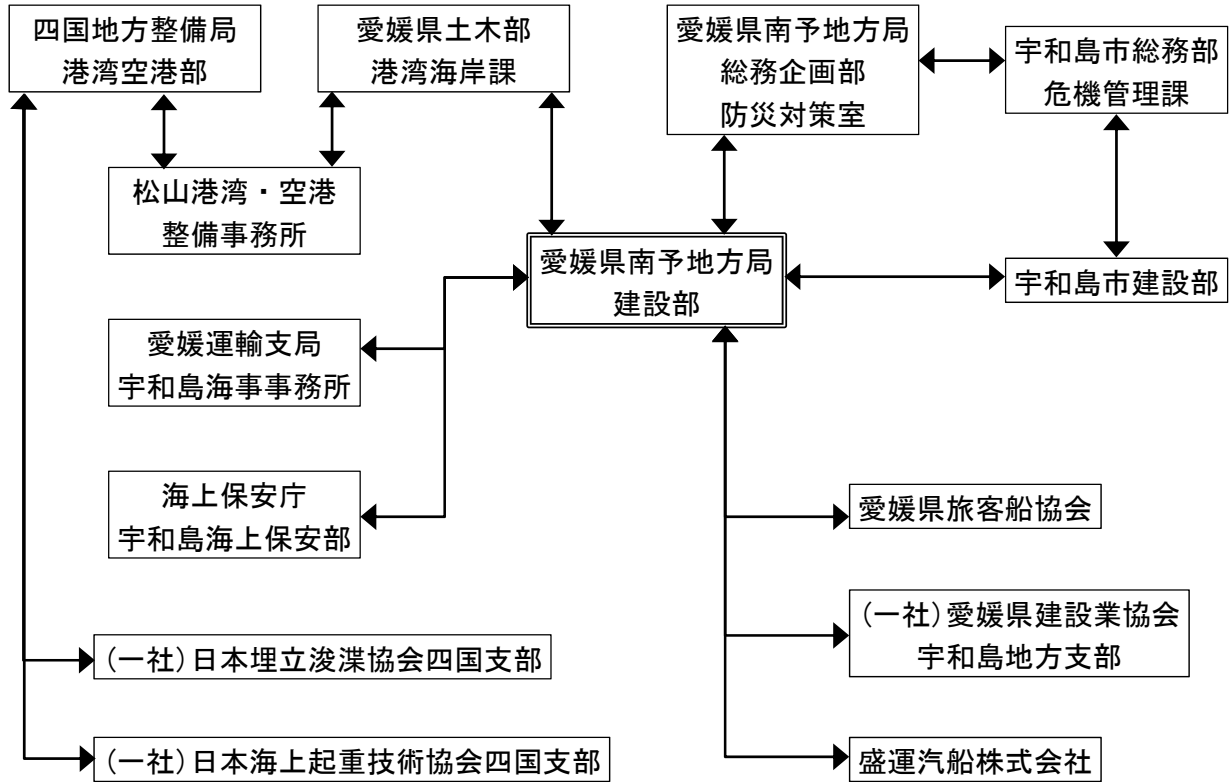 四国地方整備局
港湾空港部
愛媛県土木部
港湾海岸課
愛媛県南予地方局
総務企画部
防災対策室
宇和島市総務部
危機管理課
松山港湾・空港
整備事務所
愛媛県南予地方局
建設部
宇和島市建設部
愛媛運輸支局
宇和島海事事務所
海上保安庁
宇和島海上保安部
愛媛県旅客船協会
(一社)愛媛県建設業協会
宇和島地方支部
(一社)日本埋立浚渫協会四国支部
(一社)日本海上起重技術協会四国支部
盛運汽船株式会社